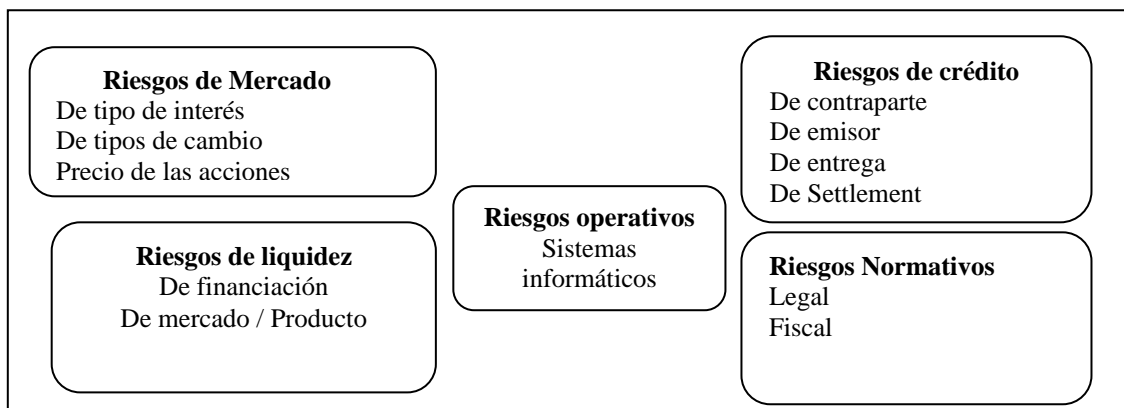 Riesgos de Mercado
De tipo de interés
De tipos de cambio
Precio de las acciones
Riesgos de crédito
De contraparte
De emisor
De entrega
De Settlement
Riesgos operativos
Sistemas
informáticos
Riesgos de liquidez
De financiación
De mercado / Producto
Riesgos Normativos
Legal
Fiscal